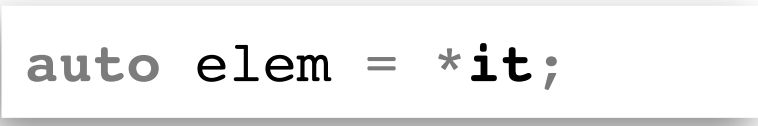 auto elem = *it;